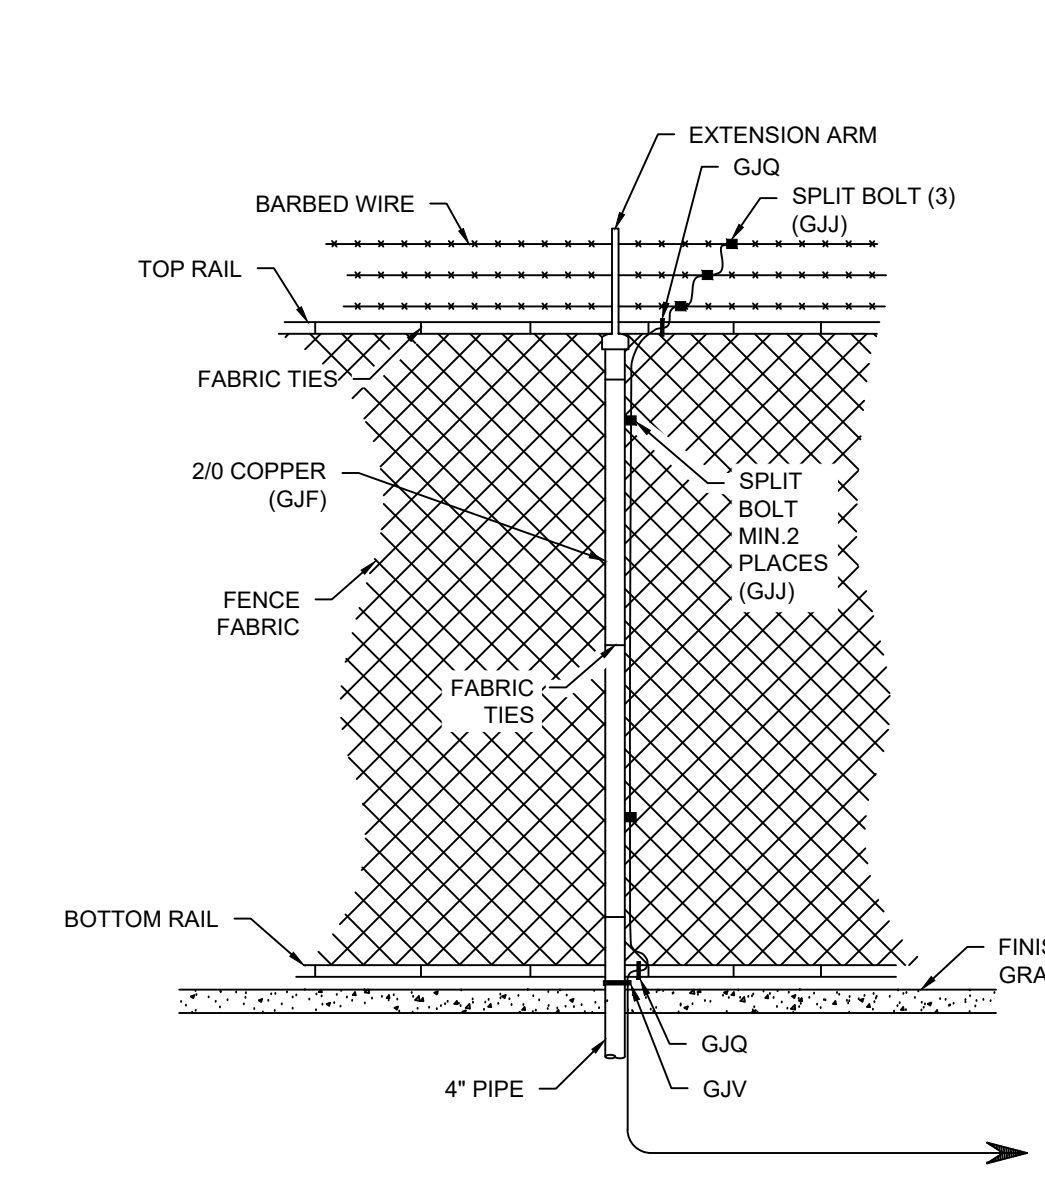 EXTENSION ARM
GJQ
SPLIT BOLT (3)
(GJJ)
BARBED WIRE
TOP RAIL
FABRIC TIES
2/0 COPPER
(GJF)
SPLIT
BOLT
MIN.2
PLACES
(GJJ)
FENCE
FABRIC
FABRIC
TIES
BOTTOM RAIL
GJQ
4" PIPE
GJV